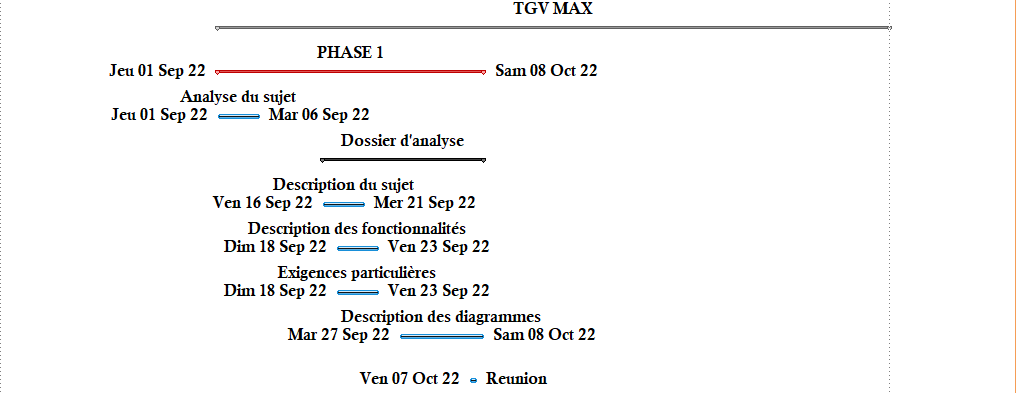 TGV MAX
PHASE 1
Jeu 01 Sep 22 Sam 08 Oct 22
Analyse du sujet
Jeu 01 Sep 22 Mar 06 Sep 22
Dossier d'analyse
Description du sujet
Ven 16 Sep 22 Mer 21 Sep 22
Description des fonctionnalités
Dim 18 Sep 22 Ven 23 Sep 22
Exigences particulières
Dim 18 Sep 22 Ven 23 Sep 22
Description des diagrammes
Mar 27 Sep 22 Sam 08 Oct 22
Ven 07 Oct 22 Reunion